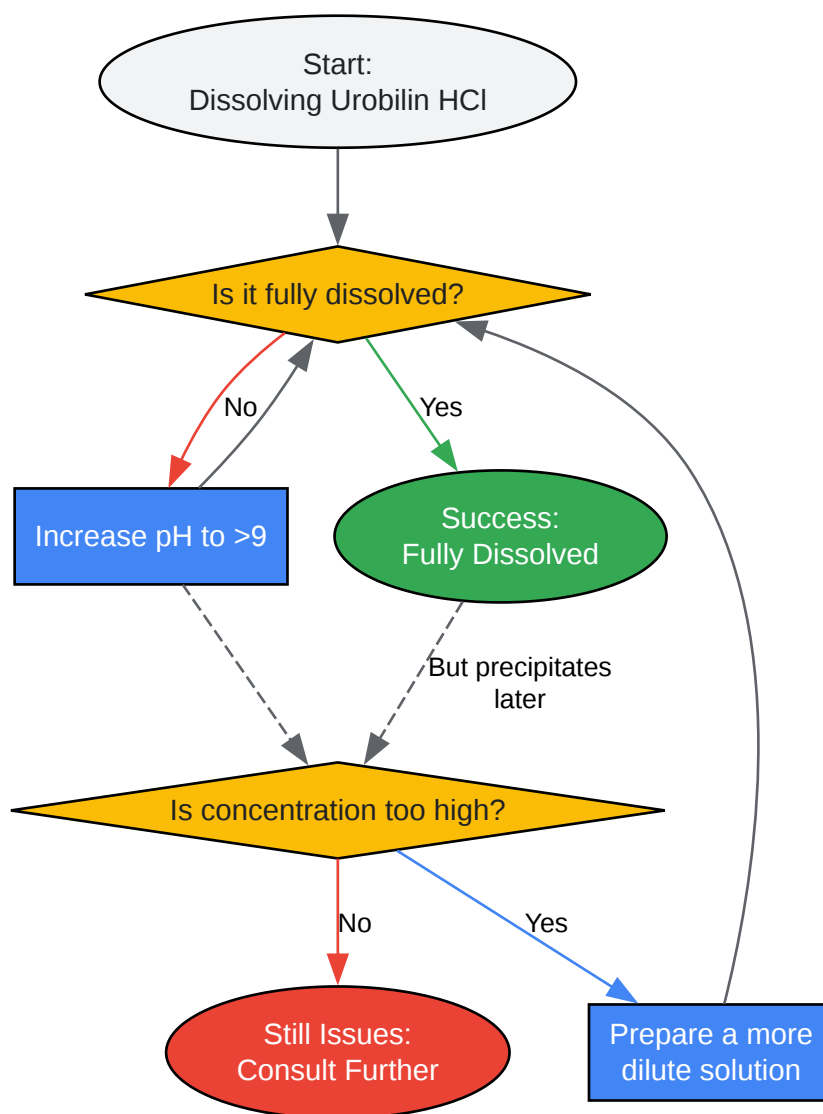 Start:
Dissolving Urobilin HCl
Is it fully dissolved?
No
Yes
Increase pH to >9
Success:
Fully Dissolved
But precipitates
later
Is concentration too high?
No
Yes
Still Issues:
Consult Further
Prepare a more
dilute solution